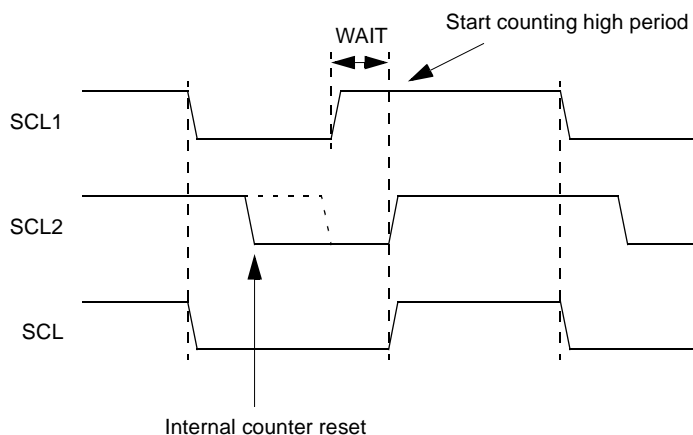 Start counting high period
WAIT
SCL1
SCL2
SCL
Internal counter reset